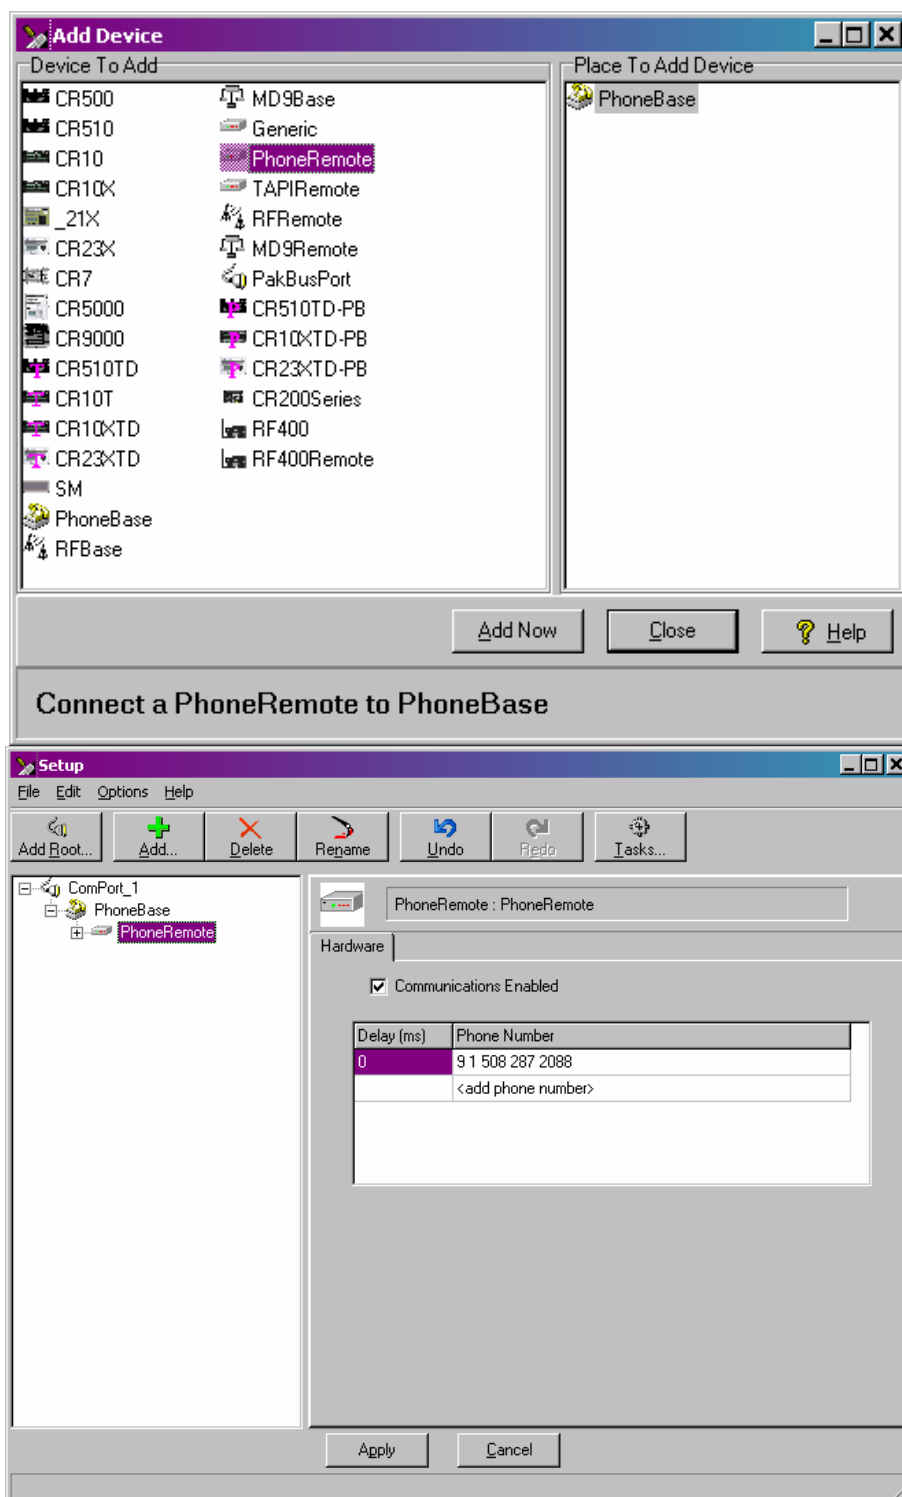 Add Device
Device To Add
Place To Add Device
CR500
CR510
CR10
CR10X
_21X
CR23X
CR7
CR5000
CR9000
CR510TD
CR10T
CR10XTD
CR23XTD
SM
PhoneBase
RFBase
MD9Base
Generic
PhoneRemote
TAPIRemote
RFRemote
MD9Remote
PakBusPort
CR510TD-PB
CR10XTD-PB
CR23XTD-PB
CR200Series
RF400
RF400Remote
PhoneBase
Add Now Close Help
Connect a PhoneRemote to PhoneBase
Setup
File Edit Options Help
Add Root... Add... Delete Rename Undo Redo Tasks...
ComPort_1
PhoneBase
PhoneRemote
PhoneRemote : PhoneRemote
Hardware
Communications Enabled
Delay (ms) Phone Number
0 9 1 508 287 2088
<add phone number>
Apply Cancel